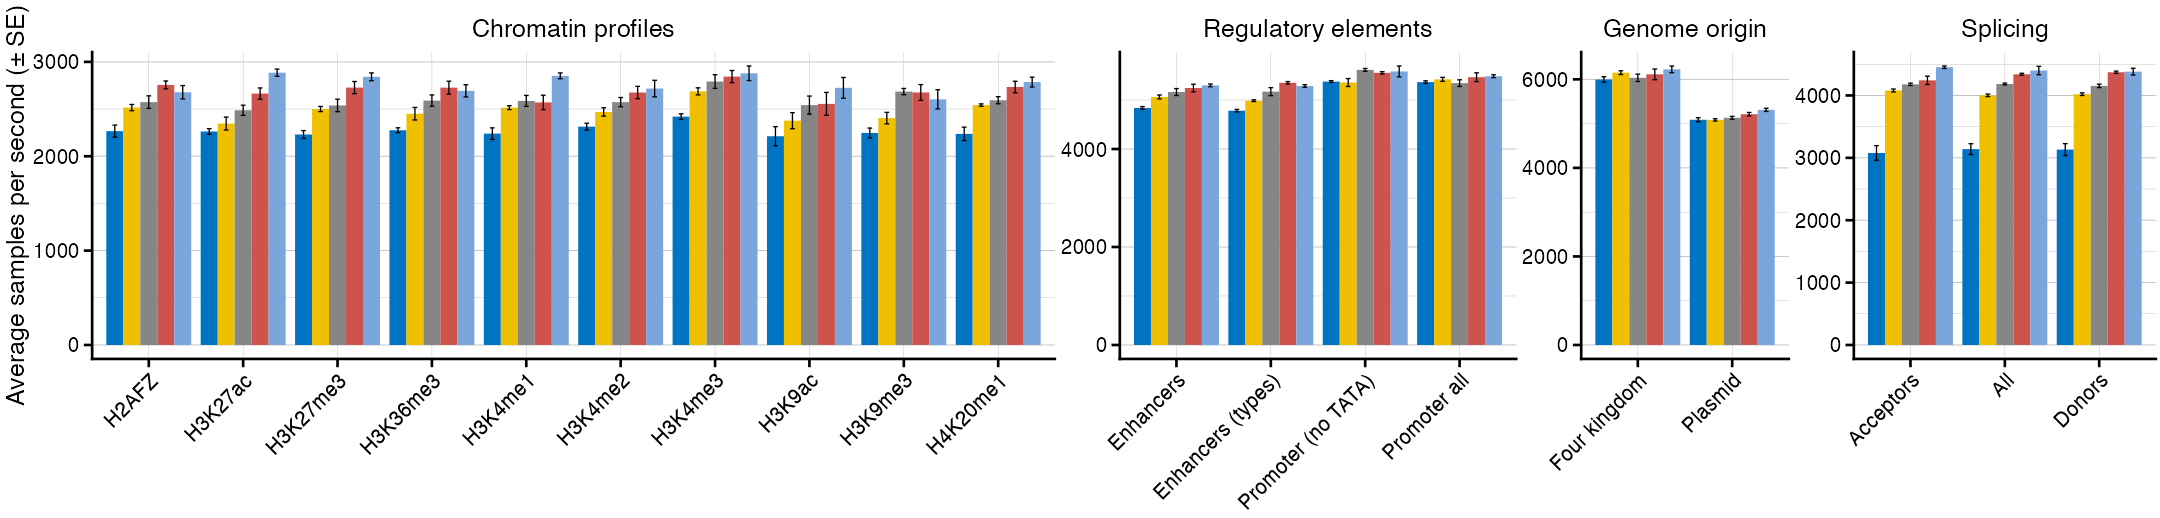 Average samples per second (± SE)
Chromatin profiles
3000
2000
1000
0
H2AFZ
H3K27ac
H3K27me3
H3K36me3
H3K4me1
H3K4me2
H3K4me3
H3K9ac
H3K9me3
H4K20me1
Regulatory elements
4000
2000
0
Enhancers
Enhancers (types)
Promoter (no TATA)
Promoter all
Genome origin
6000
4000
2000
0
Four kingdom
Plasmid
Splicing
4000
3000
2000
1000
0
Acceptors
All
Donors